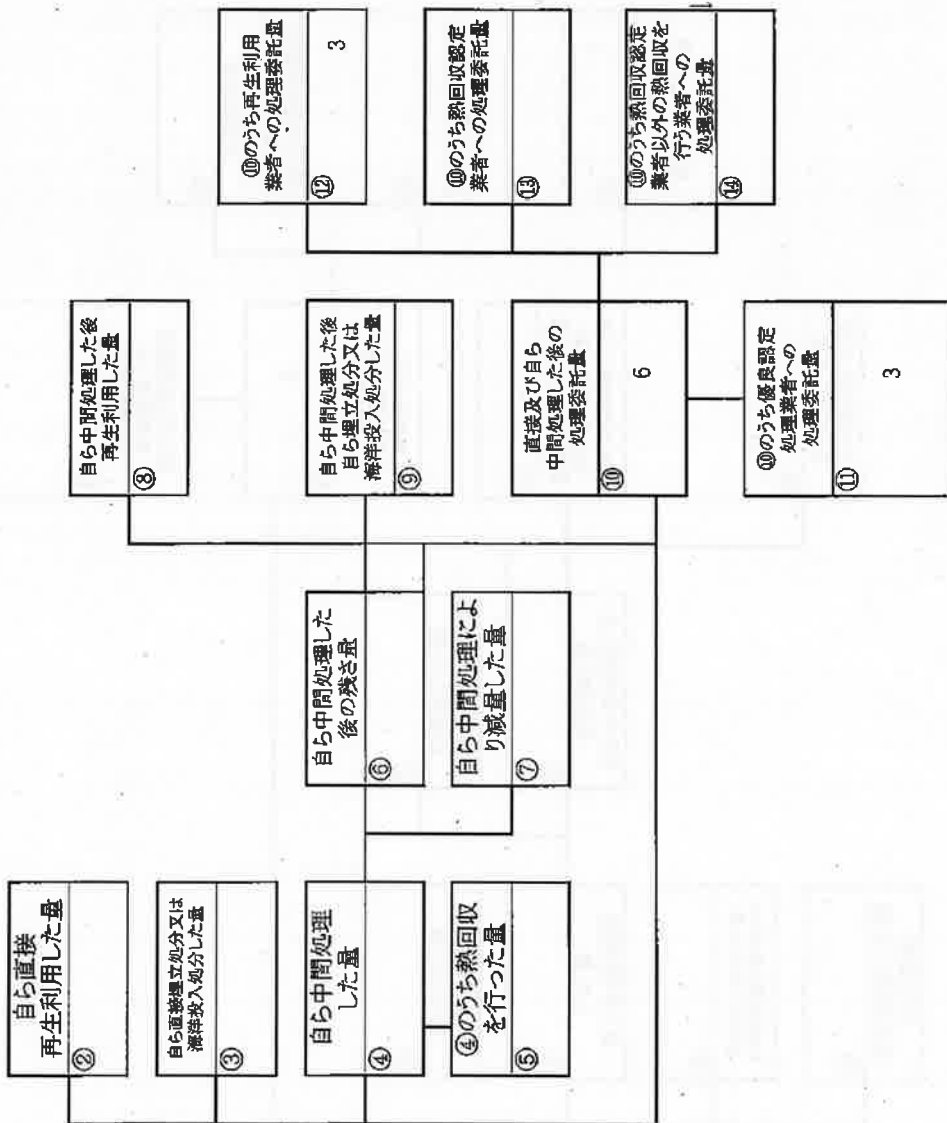 自ら直接
再生利用した量
②
自ら直接埋立処分又は
海洋投入処分した量
③
自ら中間処理
した量
④
④のうち熱回収
を行った量
⑤
自ら中間処理した
後の残さ量
⑥
自ら中間処理によ
り減量した量
⑦
自ら中間処理した後
再生利用した量
⑧
自ら中間処理した後
自ら埋立処分又は
海洋投入処分した量
⑨
直接及び自ら
中間処理した後の
処理委託量
⑩
6
⑩のうち優良認定
処理業者への
処理委託量
⑪
3
⑩のうち再生利用
業者への処理委託量
⑫
3
⑩のうち熱回収認定
業者への処理委託量
⑬
⑩のうち熱回収認定
業者以外の熱回収を
行う業者への
処理委託量
⑭